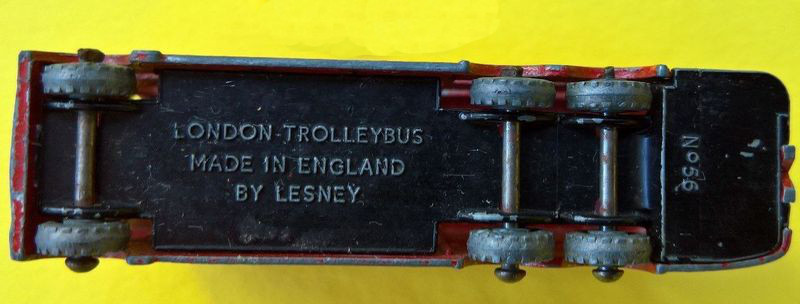 LONDON TROLLEYBUS
MADE IN ENGLAND
BY LESNEY
No56